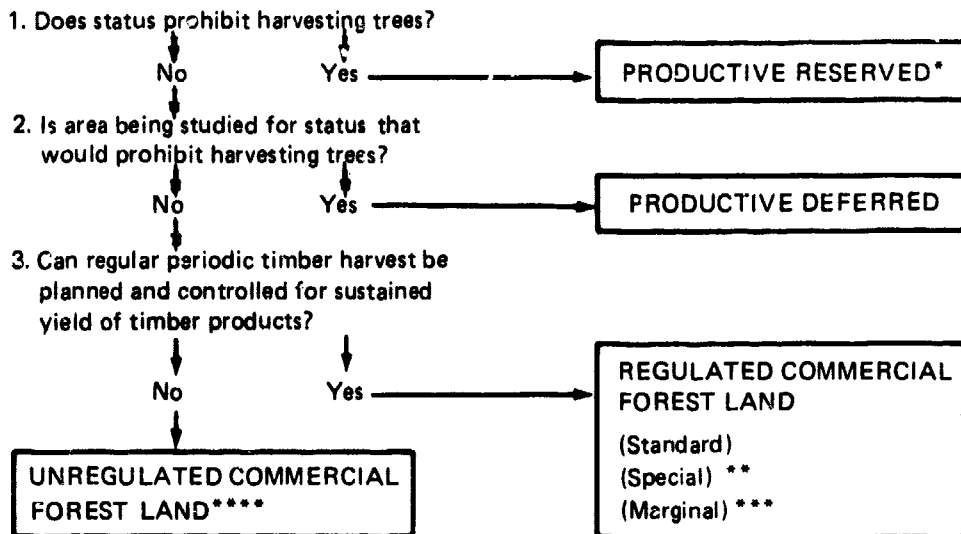 1. Does status prohibit harvesting trees?
No Yes PRODUCTIVE RESERVED*
2. Is area being studied for status that
would prohibit harvesting trees?
No Yes PRODUCTIVE DEFERRED
3. Can regular periodic timber harvest be
planned and controlled for sustained
yield of timber products?
No Yes
REGULATED COMMERCIAL
FOREST LAND
(Standard)
(Special) **
(Marginal) ***
UNREGULATED COMMERCIAL
FOREST LAND****